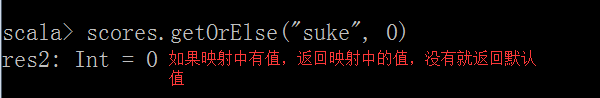 scala> scores.getOrElse("suke", 0)
res2: Int = 0 如果映射中有值，返回映射中的值，没有就返回默认
值